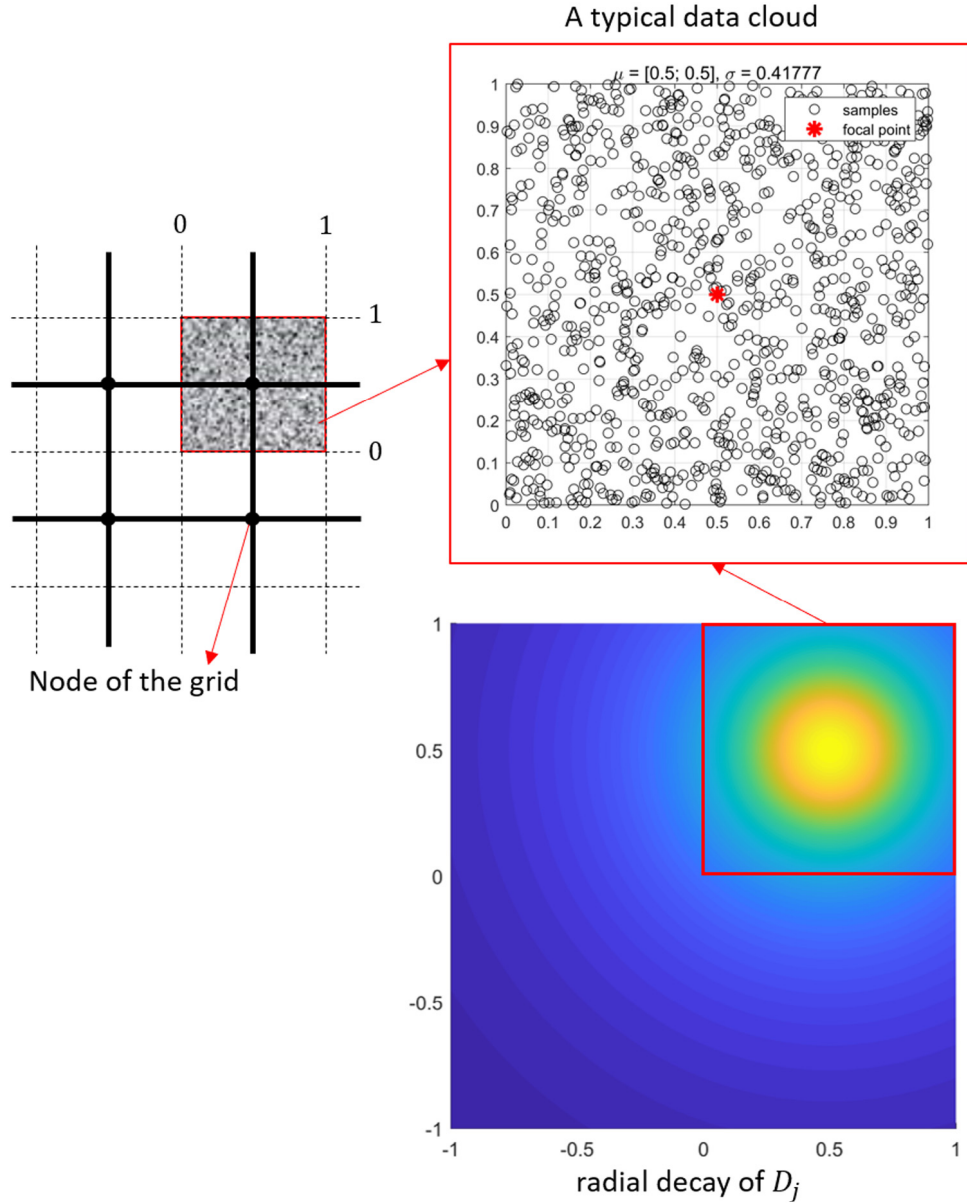 A typical data cloud
μ = [0.5; 0.5], σ = 0.41777
1
0.9
0.8
0.7
0.6
0.5
0.4
0.3
0.2
0.1
0
samples
focal point
0 0.1 0.2 0.3 0.4 0.5 0.6 0.7 0.8 0.9 1
0 1
1
0
Node of the grid
1
0.5
0
-0.5
-1
-1 -0.5 0 0.5 1
radial decay of D_j